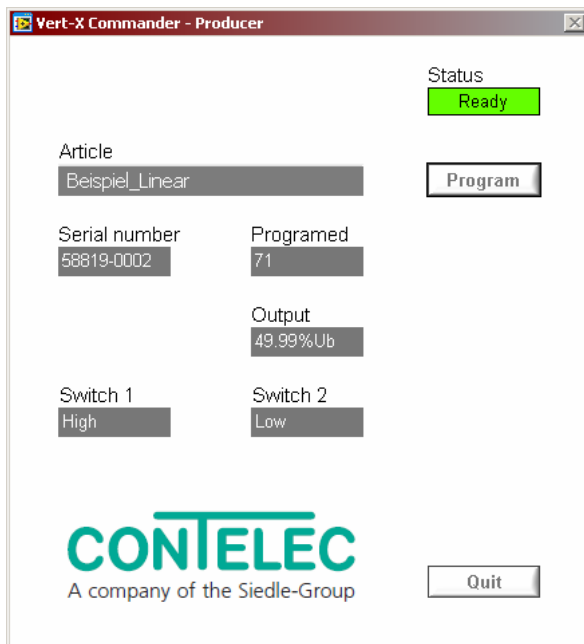 Vert-X Commander - Producer
Status
Ready
Article
Beispiel_Linear
Program
Serial number
Programed
58819-0002
71
Output
49.99%Ub
Switch 1
Switch 2
High
Low
CONTELEC
A company of the Siedle-Group
Quit